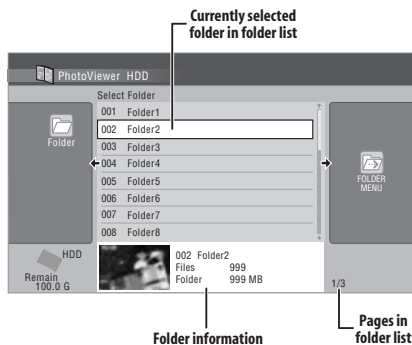 Currently selected
folder in folder list
PhotoViewer HDD
Select Folder
001 Folder1
002 Folder2
003 Folder3
004 Folder4
005 Folder5
006 Folder6
007 Folder7
008 Folder8
Folder
FOLDER
MENU
HDD
Remain
100.0 G
002 Folder2
Files 999
Folder 999 MB
1/3
Folder information
Pages in
folder list